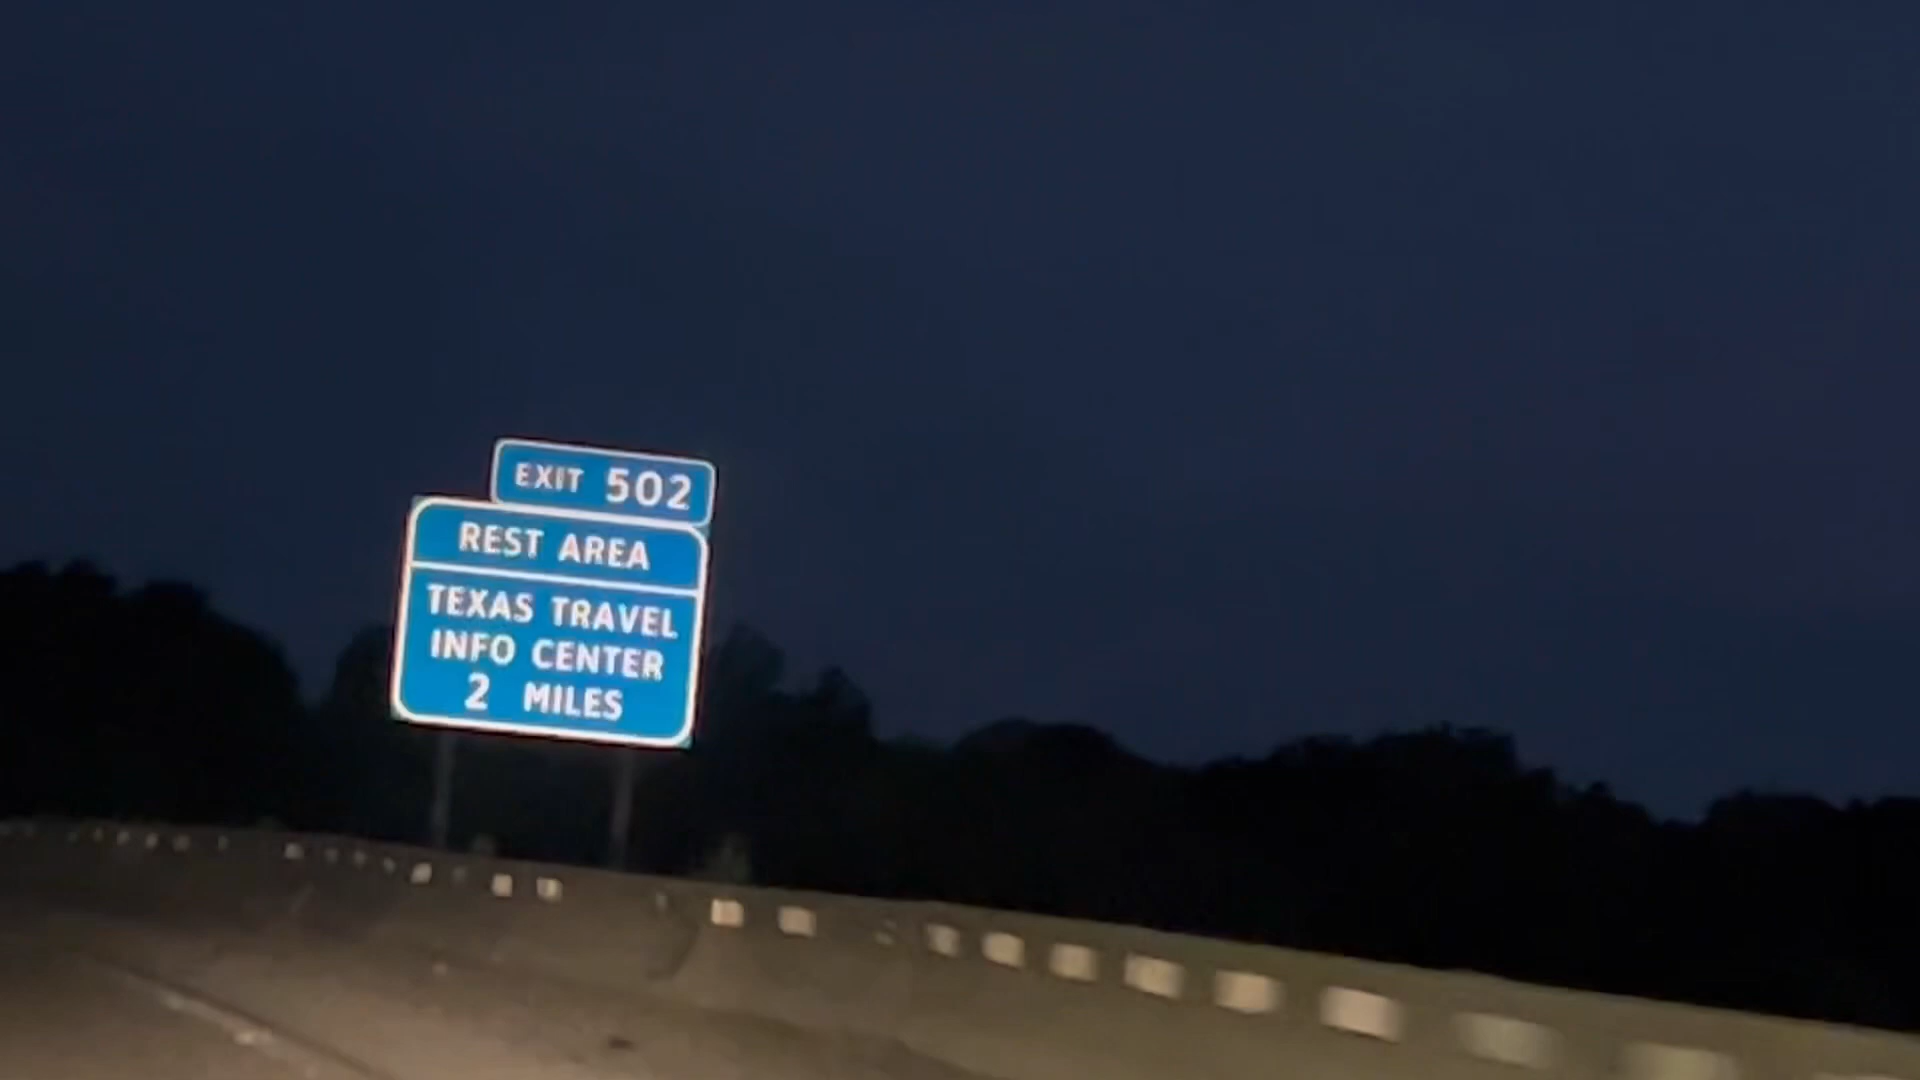 EXIT 502
REST AREA
TEXAS TRAVEL
INFO CENTER
2 MILES